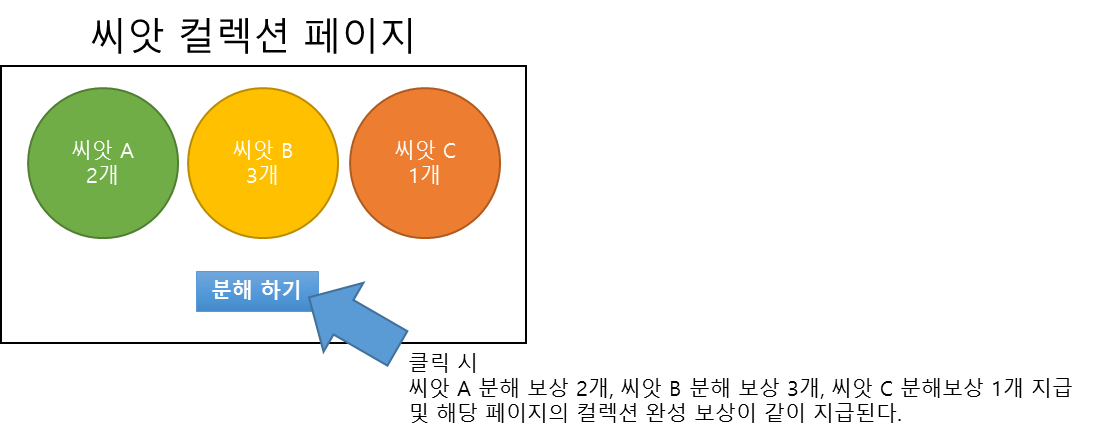 씨앗 컬렉션 페이지
씨앗 A
2개
씨앗 B
3개
씨앗 C
1개
분해 하기
클릭 시
씨앗 A 분해 보상 2개, 씨앗 B 분해 보상 3개, 씨앗 C 분해보상 1개 지급
및 해당 페이지의 컬렉션 완성 보상이 같이 지급된다.